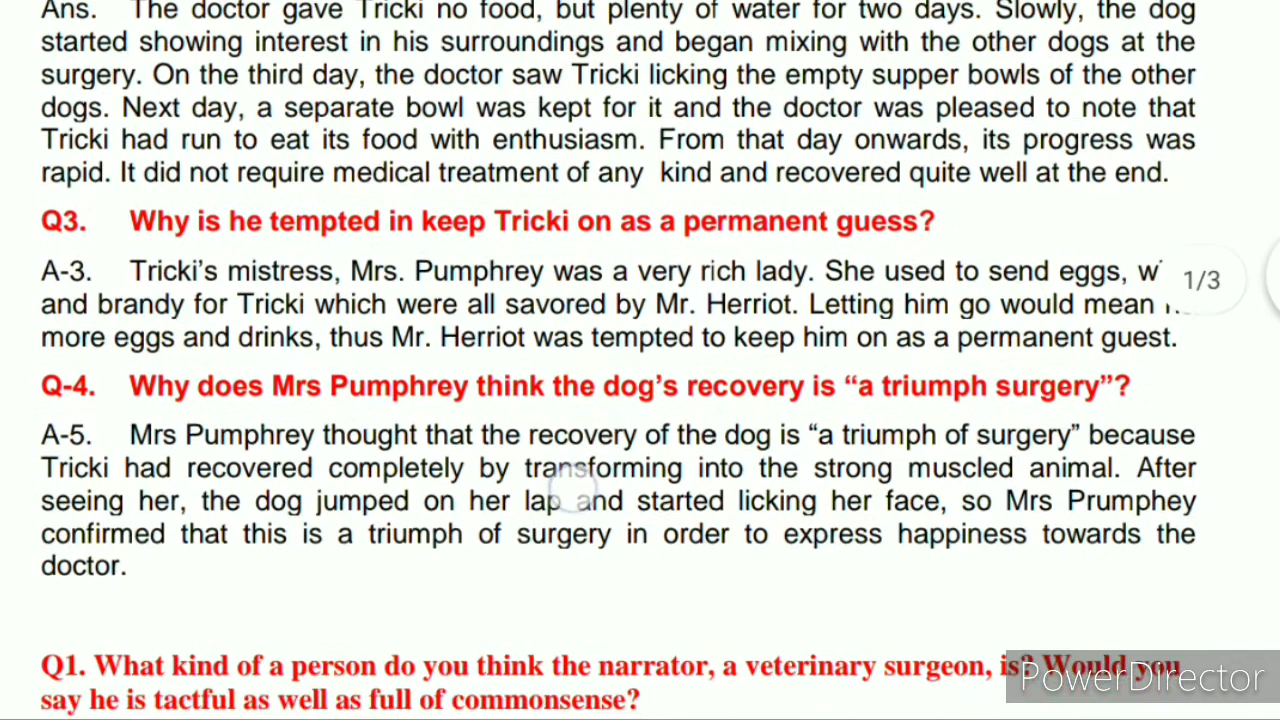 Ans. The doctor gave Tricki no food, but plenty of water for two days. Slowly, the dog
started showing interest in his surroundings and began mixing with the other dogs at the
surgery. On the third day, the doctor saw Tricki licking the empty supper bowls of the other
dogs. Next day, a separate bowl was kept for it and the doctor was pleased to note that
Tricki had run to eat its food with enthusiasm. From that day onwards, its progress was
rapid. It did not require medical treatment of any kind and recovered quite well at the end.
Q3. Why is he tempted in keep Tricki on as a permanent guess?
A-3. Tricki’s mistress, Mrs. Pumphrey was a very rich lady. She used to send eggs,
1/3
and brandy for Tricki which were all savored by Mr. Herriot. Letting him go would mean
more eggs and drinks, thus Mr. Herriot was tempted to keep him on as a permanent guest.
Q-4. Why does Mrs Pumphrey think the dog’s recovery is “a triumph surgery”?
A-5. Mrs Pumphrey thought that the recovery of the dog is “a triumph of surgery” because
Tricki had recovered completely by transforming into the strong muscled animal. After
seeing her, the dog jumped on her lap and started licking her face, so Mrs Prumphey
confirmed that this is a triumph of surgery in order to express happiness towards the
doctor.
Q1. What kind of a person do you think the narrator, a veterinary surgeon, is? Would you
say he is tactful as well as full of commonsense?
PowerDirector